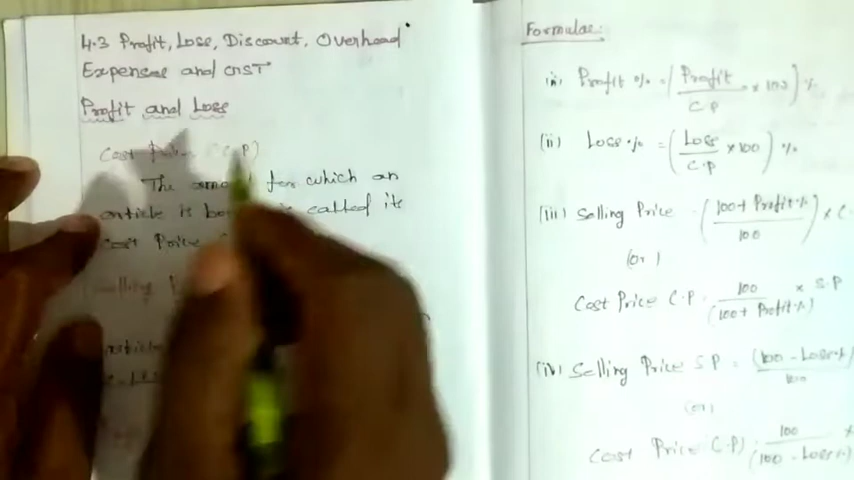 4.3 Profit, Loss, Discount, Overhead
Expenses and GST
Profit and Loss
Cost Price (C.P)
The for which an
article is is called its
Cost Price
Selling
Formulae:
Profit % = (Profit / C.P × 100) %
(ii) Loss % = (Loss / C.P × 100) %
(iii) Selling Price = (100 + Profit % / 100) × C
(or)
Cost Price C.P = 100 / (100 + Profit %) × S.P
(iv) Selling Price SP = (100 - Loss %) / 100
(or)
Cost Price C.P) = 100 / (100 - Loss %) ×